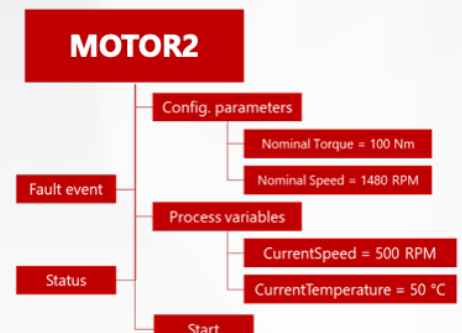 MOTOR2
Config. parameters
Nominal Torque = 100 Nm
Nominal Speed = 1480 RPM
Fault event
Process variables
CurrentSpeed = 500 RPM
Status
CurrentTemperature = 50 °C
Start